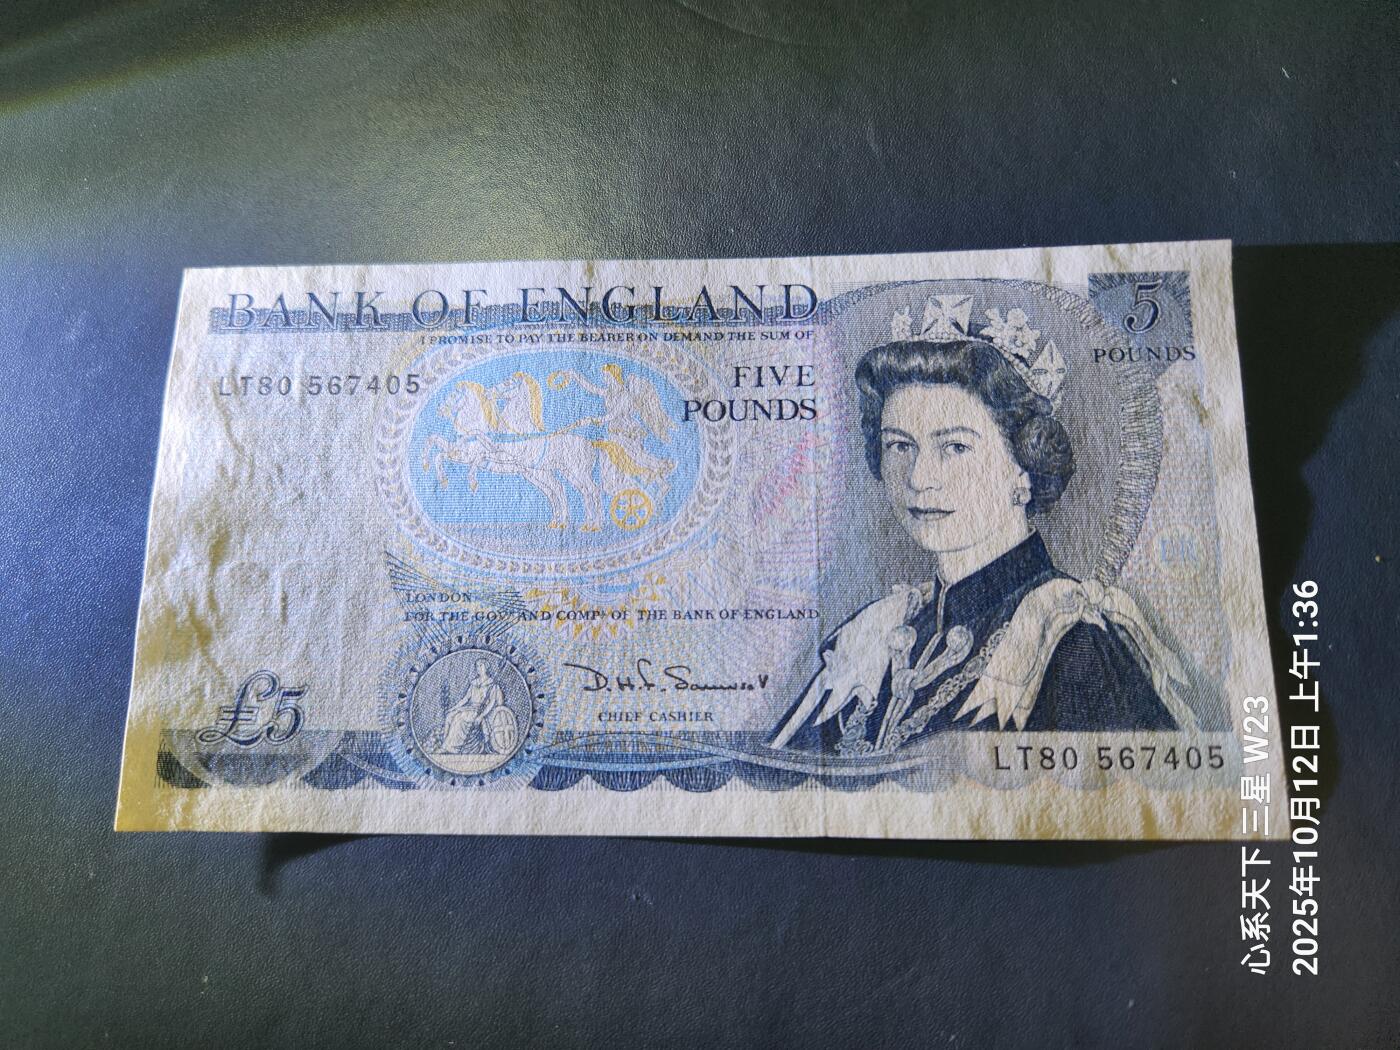 BANK OF ENGLAND
I PROMISE TO PAY THE BEARER ON DEMAND THE SUM OF
5
POUNDS
LT80 567405
FIVE
POUNDS
LONDON
FOR THE GOVR AND COMPA OF THE BANK OF ENGLAND
£5
CHIEF CASHIER
LT80 567405
心系天下 三星 W23
2025年10月12日 上午1:36